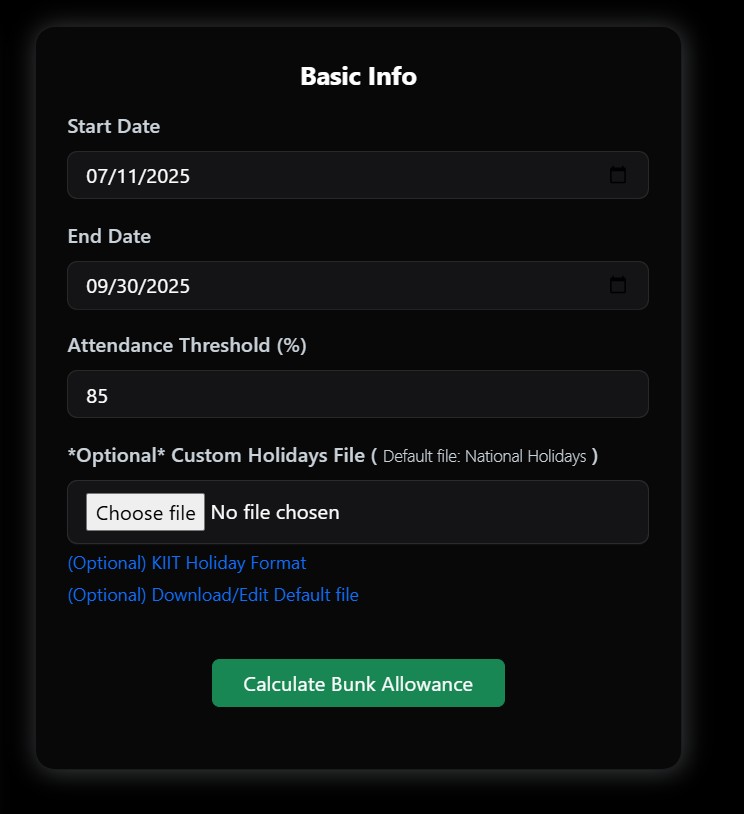 Basic Info
Start Date
07/11/2025
End Date
09/30/2025
Attendance Threshold (%)
85
*Optional* Custom Holidays File ( Default file: National Holidays )
Choose file No file chosen
(Optional) KIIT Holiday Format
(Optional) Download/Edit Default file
Calculate Bunk Allowance